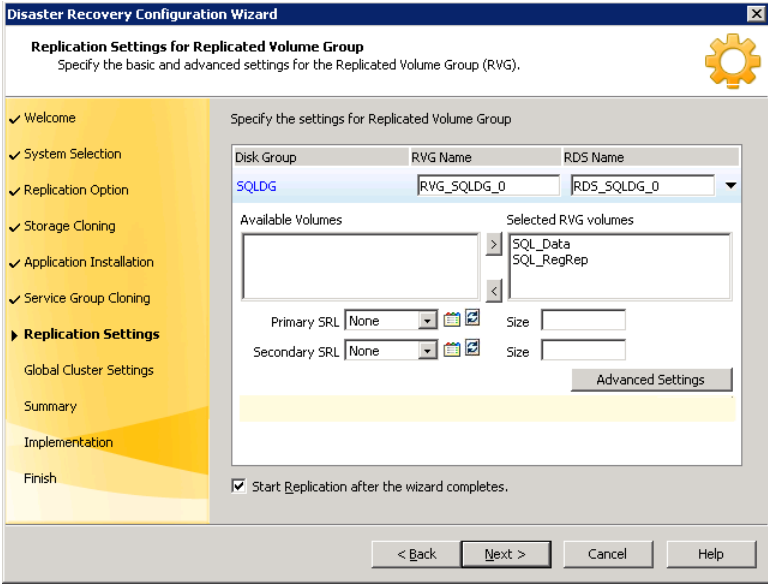 Disaster Recovery Configuration Wizard
Replication Settings for Replicated Volume Group
Specify the basic and advanced settings for the Replicated Volume Group (RVG).
Welcome
System Selection
Replication Option
Storage Cloning
Application Installation
Service Group Cloning
Replication Settings
Global Cluster Settings
Summary
Implementation
Finish
Specify the settings for Replicated Volume Group
Disk Group RVG Name RDS Name
SQLDG RVG_SQLDG_0 RDS_SQLDG_0
Available Volumes Selected RVG volumes
>
SQL_Data
SQL_RegRep
<
Primary SRL None Size
Secondary SRL None Size
Advanced Settings
Start Replication after the wizard completes.
< Back Next > Cancel Help